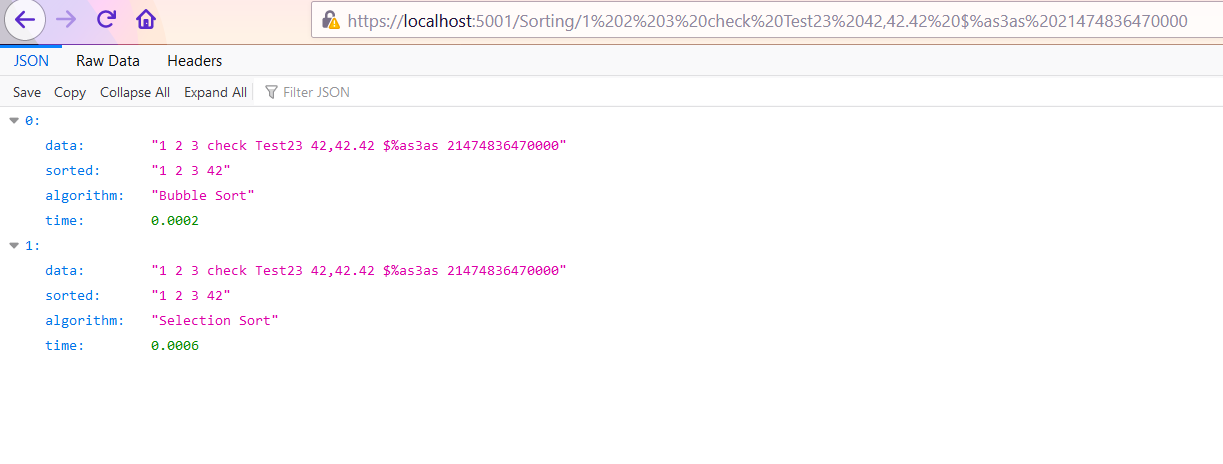 https://localhost:5001/Sorting/1%202%203%20check%20Test23%2042,42.42%20$%as3as%2021474836470000
JSON Raw Data Headers
Save Copy Collapse All Expand All Filter JSON
0:
data: "1 2 3 check Test23 42,42.42 $%as3as 21474836470000"
sorted: "1 2 3 42"
algorithm: "Bubble Sort"
time: 0.0002
1:
data: "1 2 3 check Test23 42,42.42 $%as3as 21474836470000"
sorted: "1 2 3 42"
algorithm: "Selection Sort"
time: 0.0006